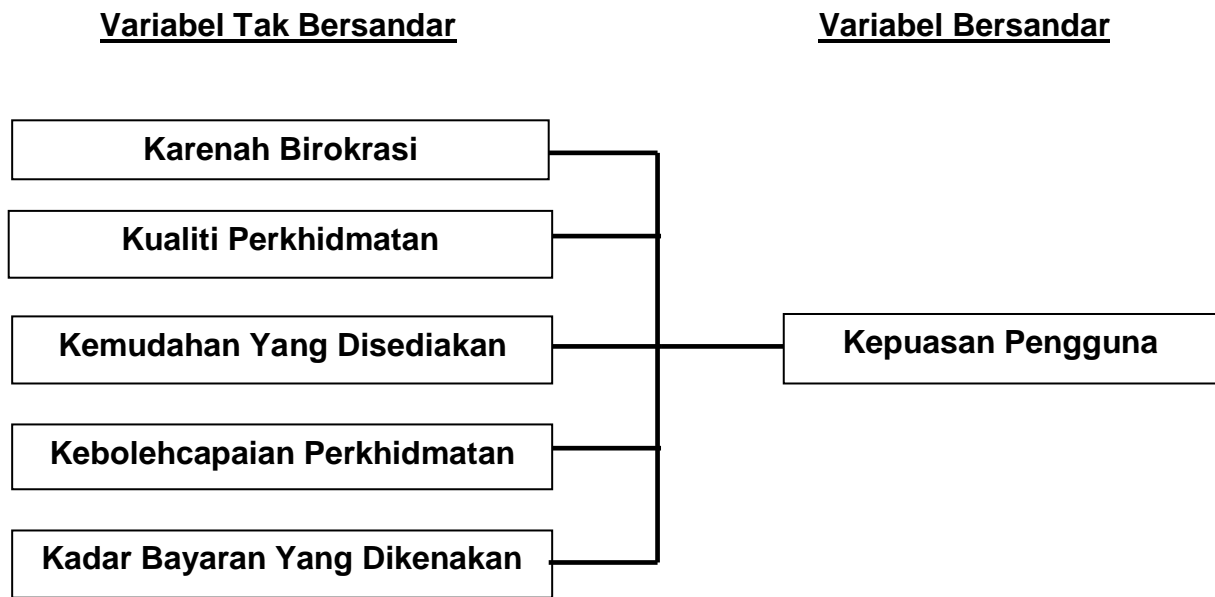 Variabel Tak Bersandar
Variabel Bersandar
Karenah Birokrasi
Kualiti Perkhidmatan
Kemudahan Yang Disediakan
Kepuasan Pengguna
Kebolehcapaian Perkhidmatan
Kadar Bayaran Yang Dikenakan